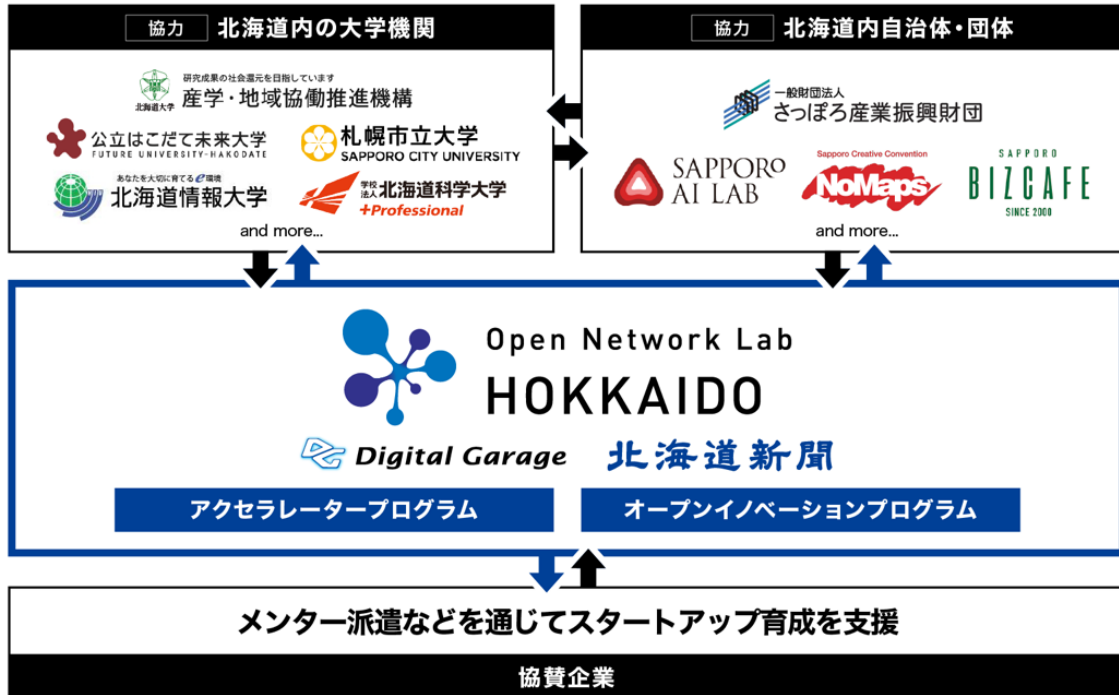 協力 北海道内の大学機関
北海道大学
研究成果の社会還元を目指しています
産学・地域協働推進機構
公立はこだて未来大学
FUTURE UNIVERSITY-HAKODATE
札幌市立大学
SAPPORO CITY UNIVERSITY
あなたを大切に育てるe環境
北海道情報大学
学校法人 北海道科学大学
+Professional
and more...
協力 北海道内自治体・団体
一般財団法人
さっぽろ産業振興財団
SAPPORO
AI LAB
Sapporo Creative Convention
NoMaps
SAPPORO
BIZCAFE
SINCE 2000
and more...
Open Network Lab
HOKKAIDO
DG Digital Garage 北海道新聞
アクセラレータープログラム
オープンイノベーションプログラム
メンター派遣などを通じてスタートアップ育成を支援
協賛企業